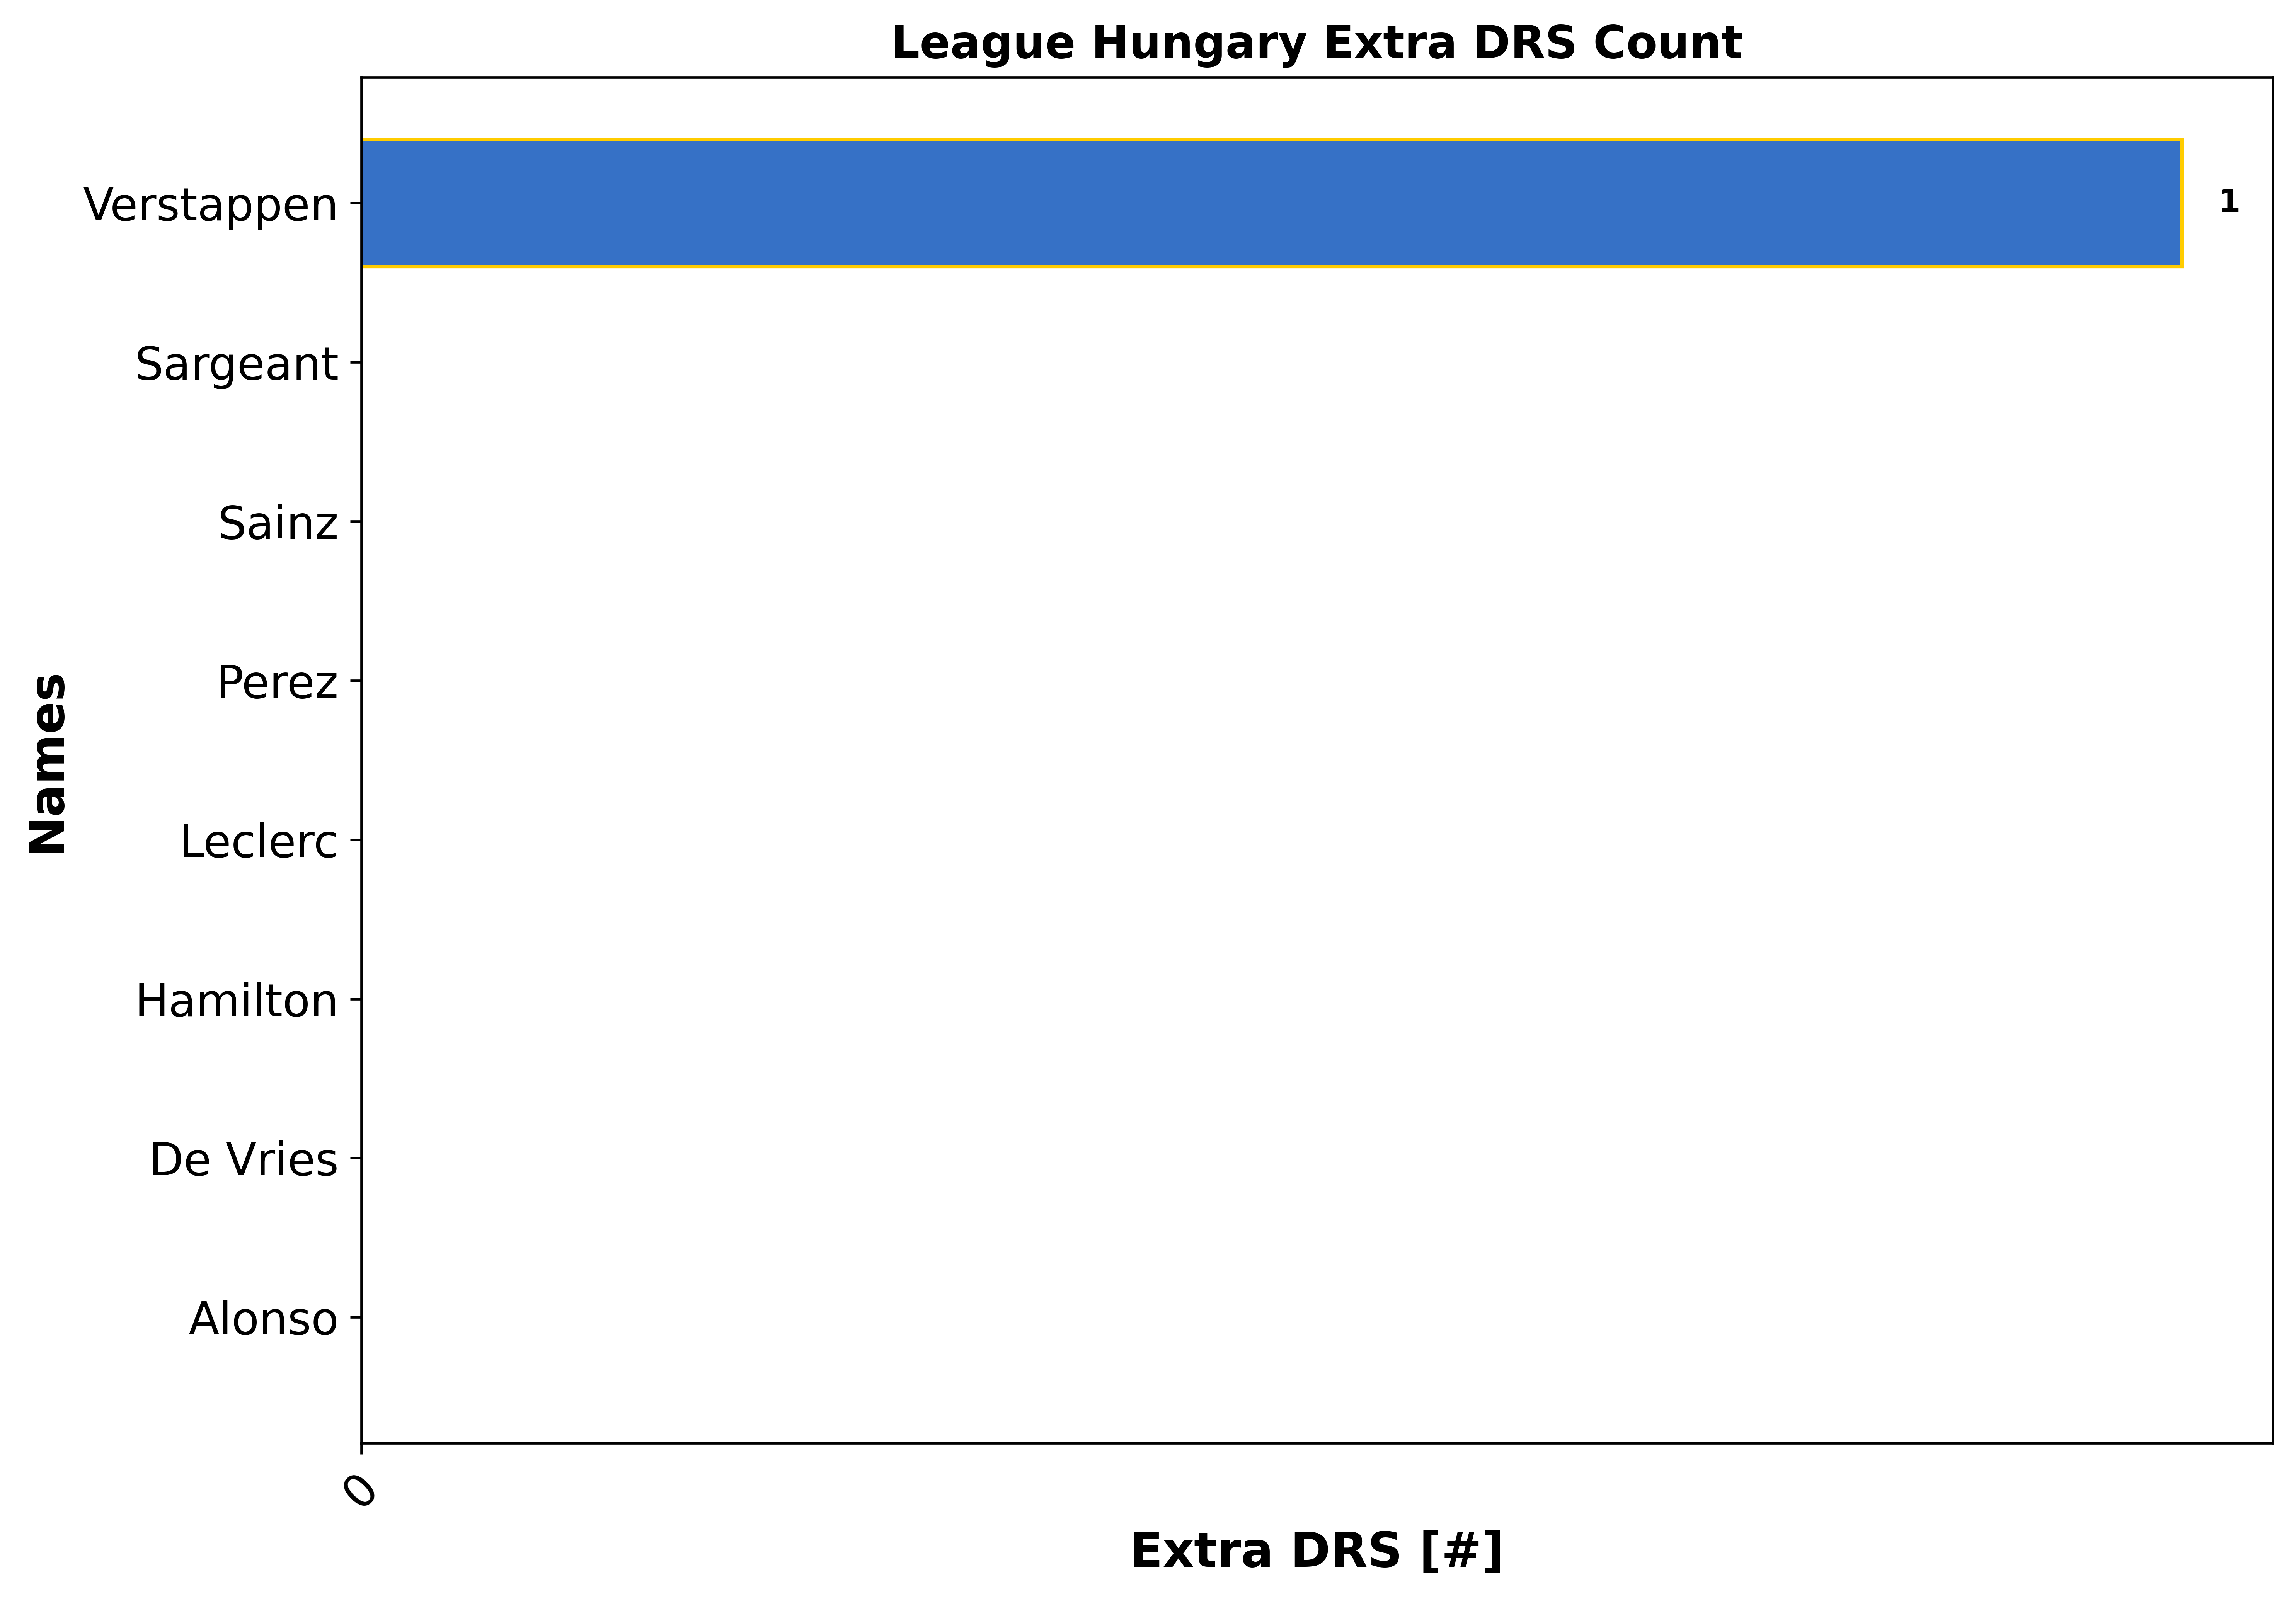 League Hungary Extra DRS Count
Verstappen
1
Sargeant
Sainz
Perez
Leclerc
Hamilton
De Vries
Alonso
Names
0
Extra DRS [#]